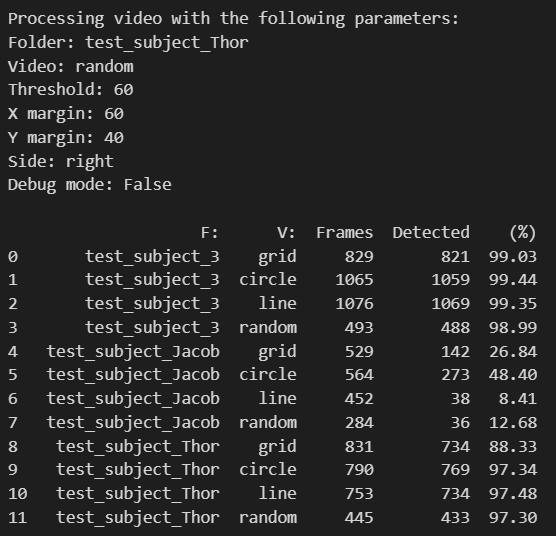 Processing video with the following parameters:
Folder: test_subject_Thor
Video: random
Threshold: 60
X margin: 60
Y margin: 40
Side: right
Debug mode: False
F: V: Frames Detected (%)
0 test_subject_3 grid 829 821 99.03
1 test_subject_3 circle 1065 1059 99.44
2 test_subject_3 line 1076 1069 99.35
3 test_subject_3 random 493 488 98.99
4 test_subject_Jacob grid 529 142 26.84
5 test_subject_Jacob circle 564 273 48.40
6 test_subject_Jacob line 452 38 8.41
7 test_subject_Jacob random 284 36 12.68
8 test_subject_Thor grid 831 734 88.33
9 test_subject_Thor circle 790 769 97.34
10 test_subject_Thor line 753 734 97.48
11 test_subject_Thor random 445 433 97.30